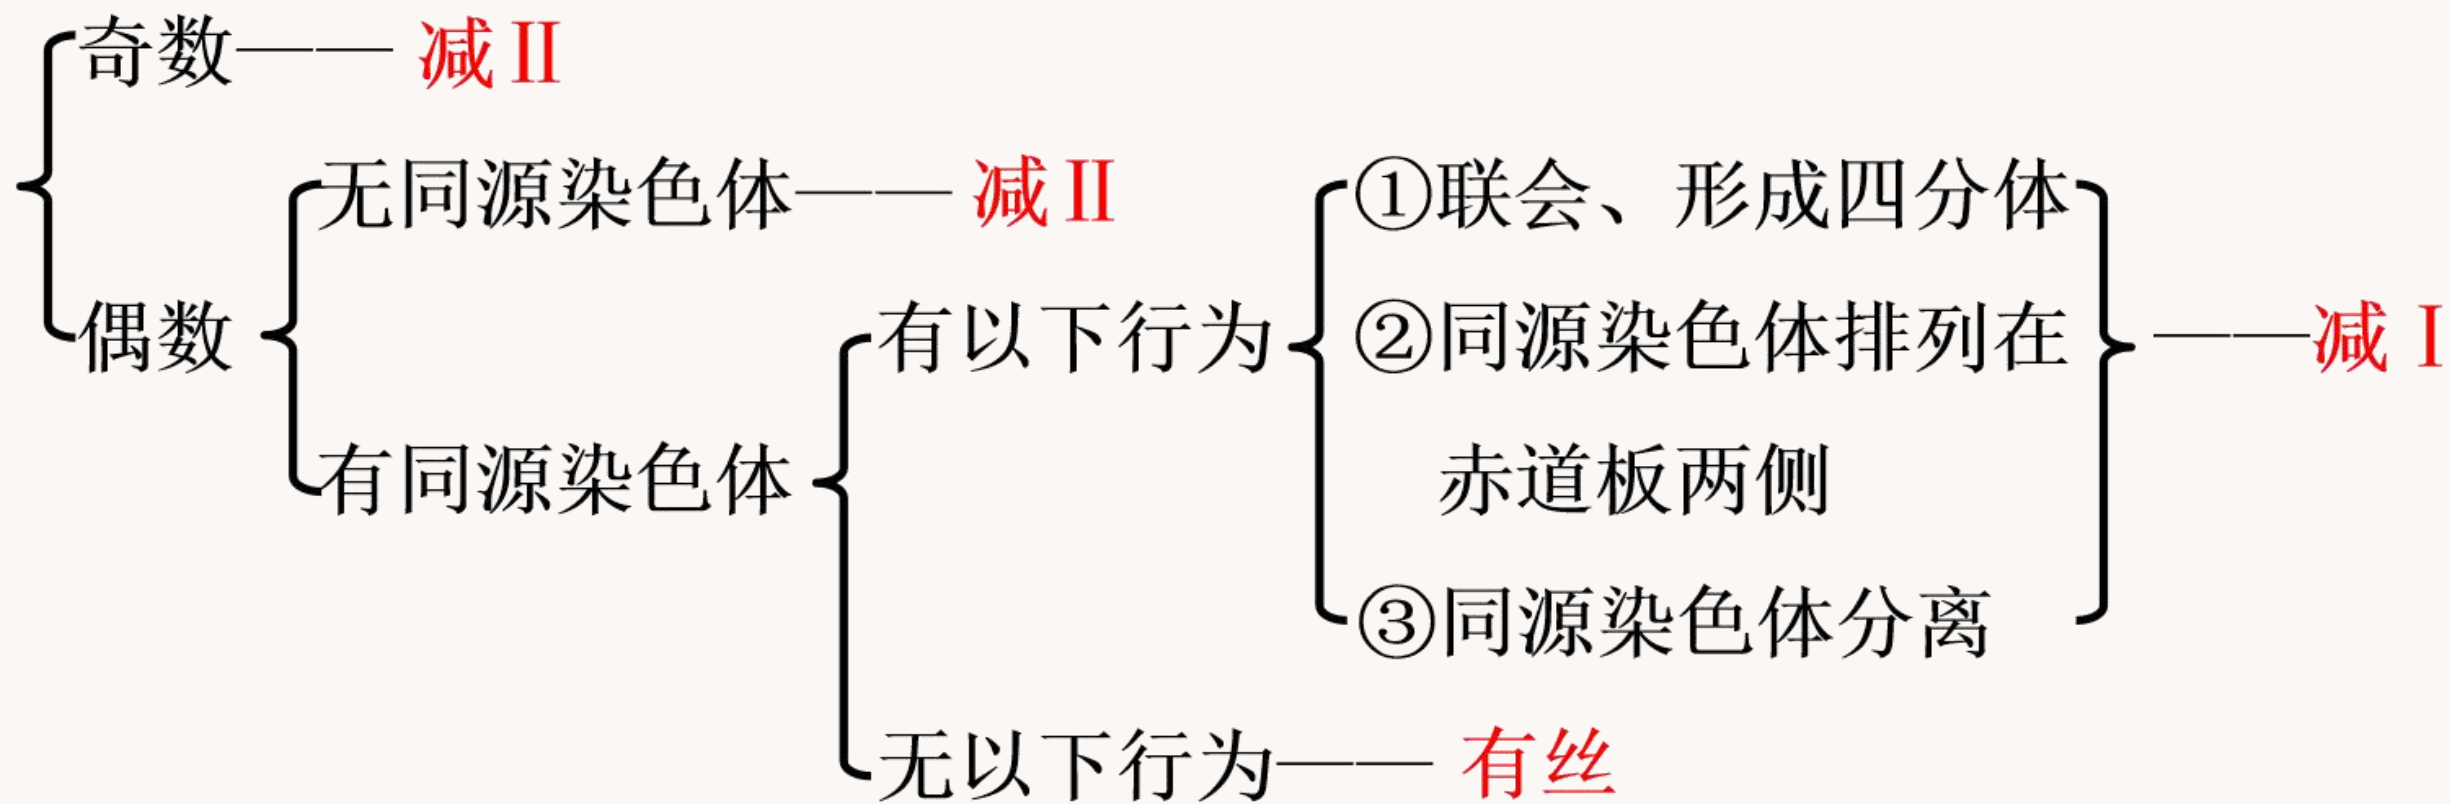 奇数——减Ⅱ
无同源染色体——减Ⅱ ①联会、形成四分体
偶数 有以下行为 ②同源染色体排列在 ——减Ⅰ
有同源染色体 赤道板两侧
③同源染色体分离
无以下行为——有丝